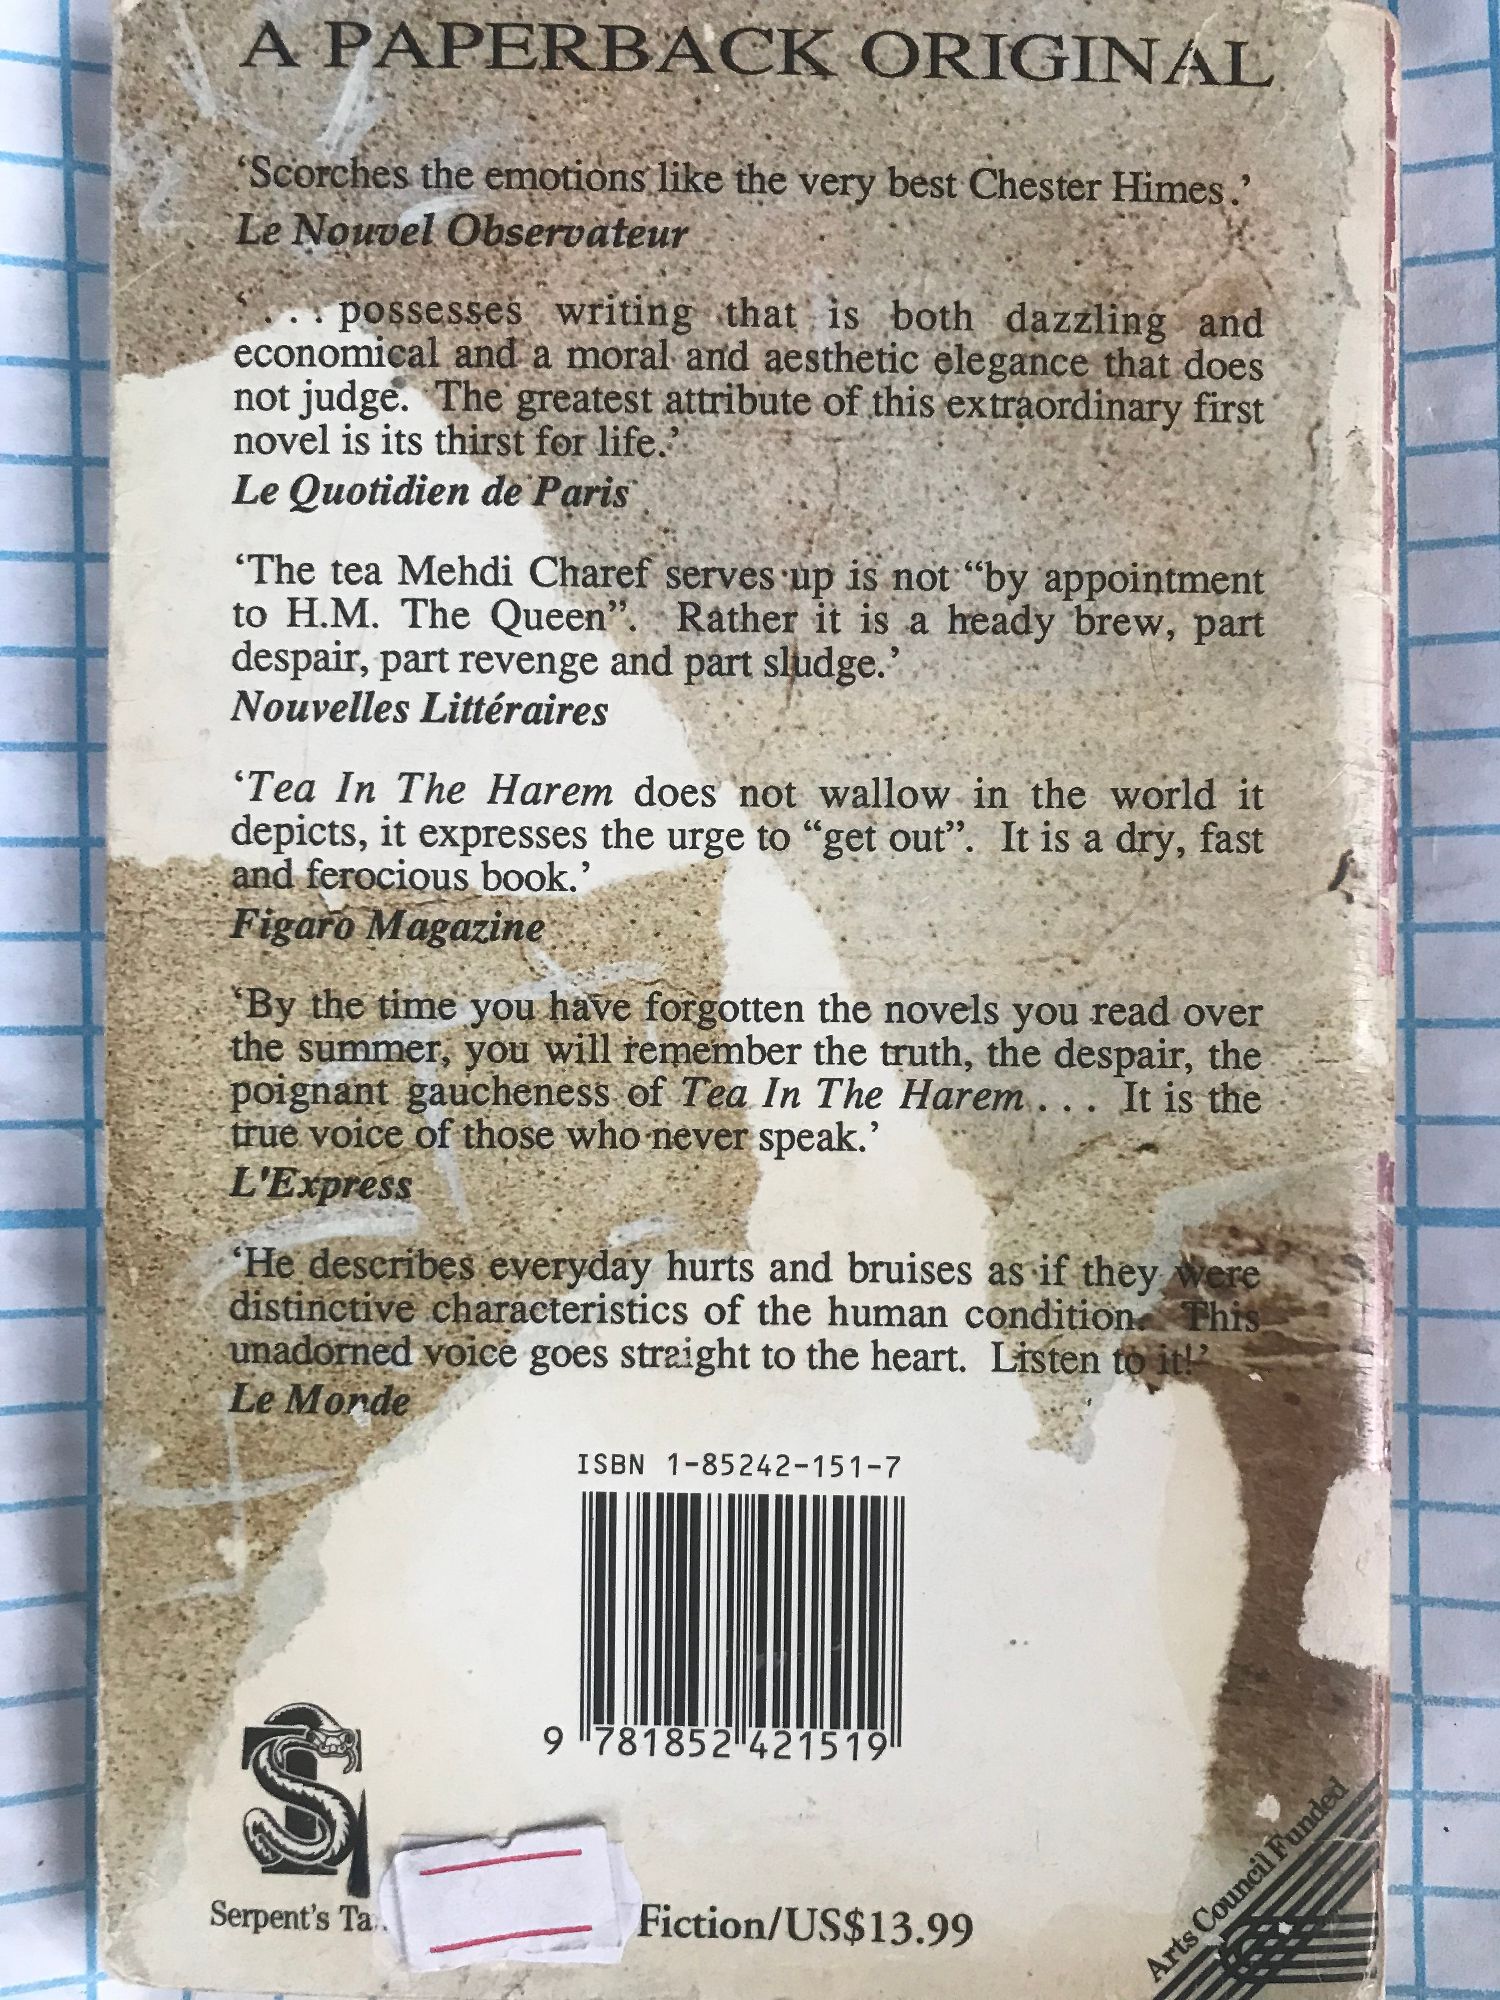 A PAPERBACK ORIGINAL
‘Scorches the emotions like the very best Chester Himes.’
Le Nouvel Observateur
‘. . . possesses writing that is both dazzling and
economical and a moral and aesthetic elegance that does
not judge. The greatest attribute of this extraordinary first
novel is its thirst for life.’
Le Quotidien de Paris
‘The tea Mehdi Charef serves up is not “by appointment
to H.M. The Queen”. Rather it is a heady brew, part
despair, part revenge and part sludge.’
Nouvelles Littéraires
‘Tea In The Harem does not wallow in the world it
depicts, it expresses the urge to “get out”. It is a dry, fast
and ferocious book.’
Figaro Magazine
‘By the time you have forgotten the novels you read over
the summer, you will remember the truth, the despair, the
poignant gaucheness of Tea In The Harem . . . It is the
true voice of those who never speak.’
L'Express
‘He describes everyday hurts and bruises as if they were
distinctive characteristics of the human condition. This
unadorned voice goes straight to the heart. Listen to it!’
Le Monde
ISBN 1-85242-151-7
9 781852 421519
Serpent's Ta
Fiction/US$13.99
Arts Council Funded